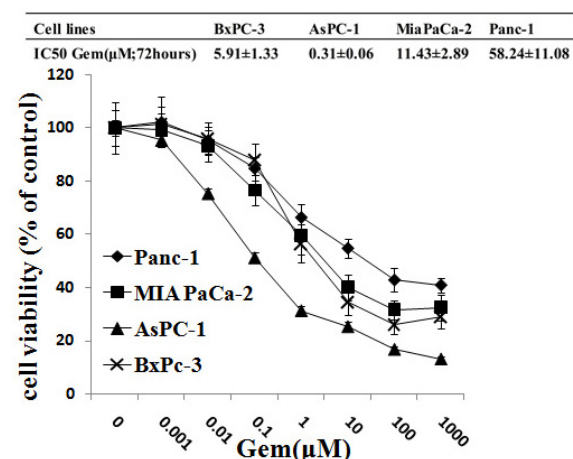 Cell lines BxPC-3 AsPC-1 MiaPaCa-2 Panc-1
IC50 Gem(μM;72hours) 5.91±1.33 0.31±0.06 11.43±2.89 58.24±11.08
120
100
80
60
40
20
0
cell viability (% of control)
Panc-1
MIAPaCa-2
AsPC-1
BxPc-3
0 0.001 0.01 0.1 1 10 100 1000
Gem(μM)